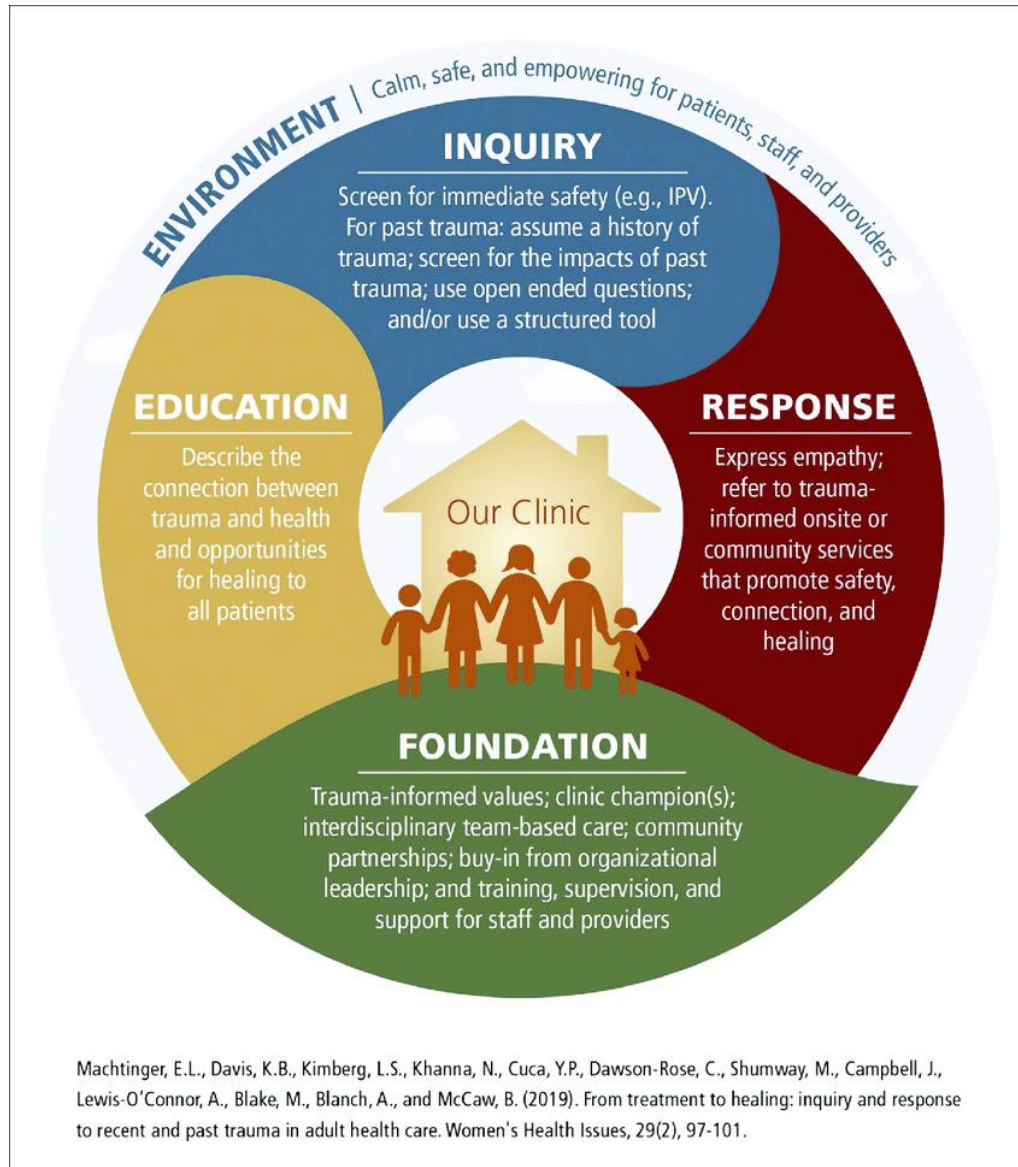 ENVIRONMENT | Calm, safe, and empowering for patients, staff, and providers
INQUIRY
Screen for immediate safety (e.g., IPV).
For past trauma: assume a history of
trauma; screen for the impacts of past
trauma; use open ended questions;
and/or use a structured tool
EDUCATION
Describe the
connection between
trauma and health
and opportunities
for healing to
all patients
RESPONSE
Express empathy;
refer to trauma-
informed onsite or
community services
that promote safety,
connection, and
healing
Our Clinic
FOUNDATION
Trauma-informed values; clinic champion(s);
interdisciplinary team-based care; community
partnerships; buy-in from organizational
leadership; and training, supervision, and
support for staff and providers
Machtinger, E.L., Davis, K.B., Kimberg, L.S., Khanna, N., Cuca, Y.P., Dawson-Rose, C., Shumway, M., Campbell, J.,
Lewis-O'Connor, A., Blake, M., Blanch, A., and McCaw, B. (2019). From treatment to healing: inquiry and response
to recent and past trauma in adult health care. Women's Health Issues, 29(2), 97-101.